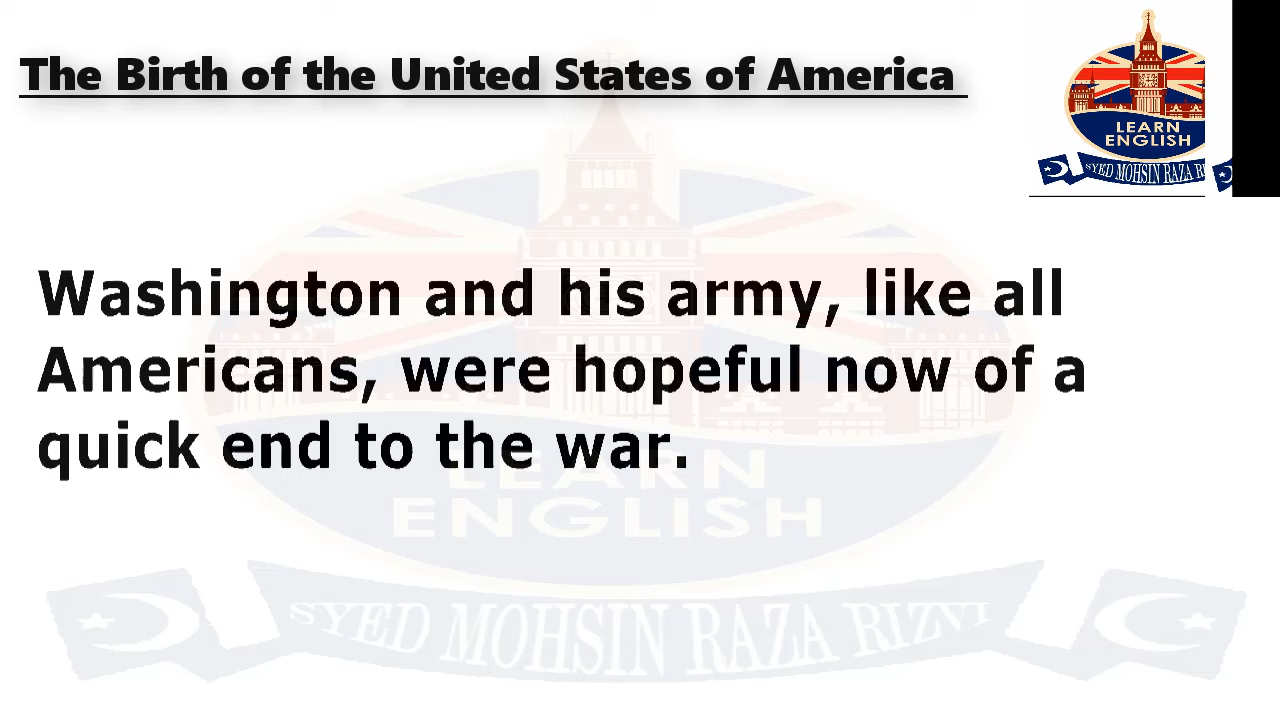 The Birth of the United States of America
LEARN
ENGLISH
SYED MOHSIN RAZA
Washington and his army, like all
Americans, were hopeful now of a
quick end to the war.
LEARN
ENGLISH
SYED MOHSIN RAZA RIZVI